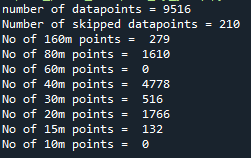 number of datapoints = 9516
Number of skipped datapoints = 210
No of 160m points =  279
No of 80m points =  1610
No of 60m points =  0
No of 40m points =  4778
No of 30m points =  516
No of 20m points =  1766
No of 15m points =  132
No of 10m points =  0